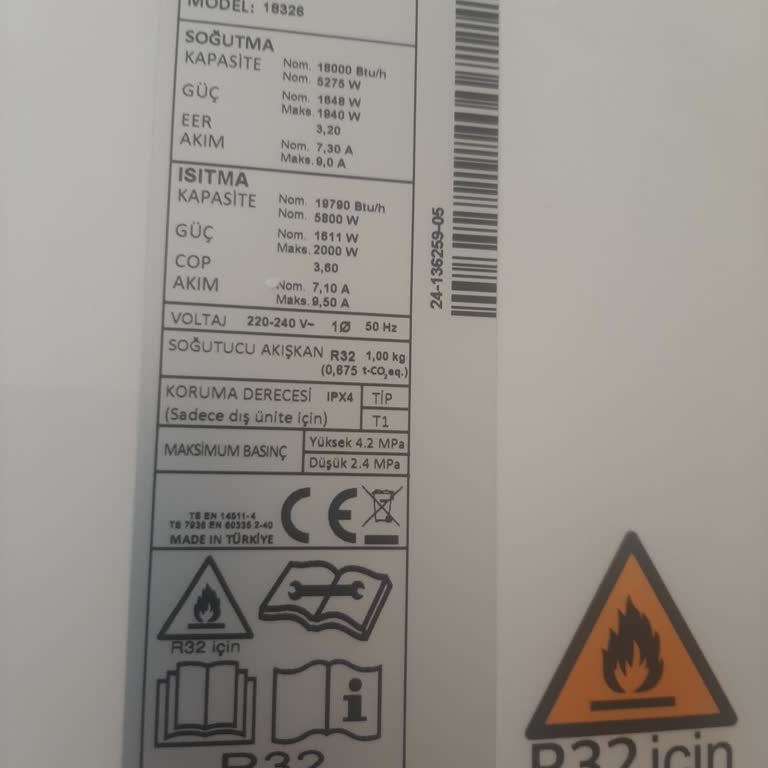 MODEL: 18326
SOĞUTMA
KAPASİTE Nom. 18000 Btu/h
Nom. 5275 W
GÜÇ Nom. 1648 W
Maks. 1940 W
EER 3,20
AKIM Nom. 7,30 A
Maks. 9,0 A
ISITMA
KAPASİTE Nom. 19790 Btu/h
Nom. 5800 W
GÜÇ Nom. 1611 W
Maks. 2000 W
COP 3,60
AKIM Nom. 7,10 A
Maks. 9,50 A
VOLTAJ 220-240 V~ 1Ø 50 Hz
SOĞUTUCU AKIŞKAN R32 1,00 kg
(0,675 t-CO₂eq.)
KORUMA DERECESİ IPX4 TİP
(Sadece dış ünite için) T1
MAKSİMUM BASINÇ Yüksek 4.2 MPa
Düşük 2.4 MPa
TS EN 14511-4
TS 7936 EN 60335 2-40
MADE IN TÜRKİYE
CE
R32 için
i
R32
24-136259-05
R32 için